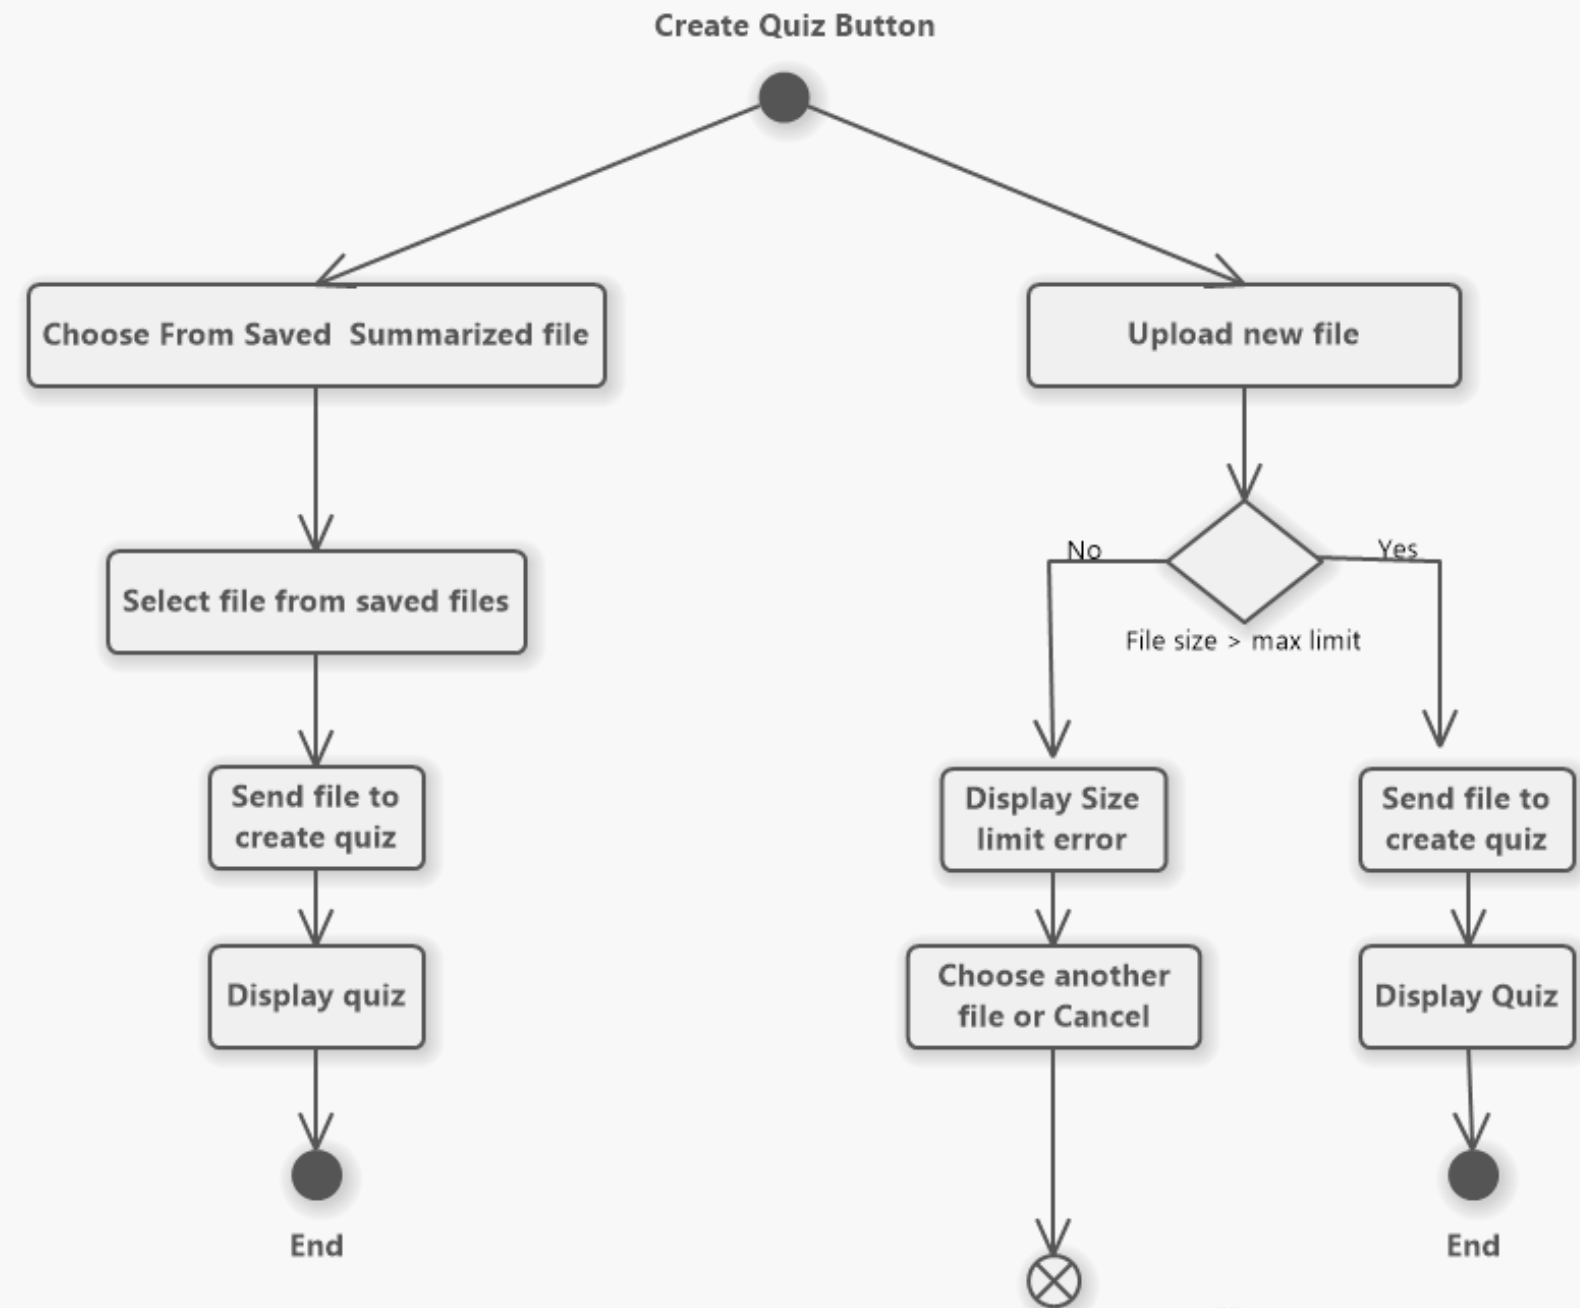 Create Quiz Button
Choose From Saved  Summarized file
Upload new file
No
Yes
Select file from saved files
File size > max limit
Send file to
create quiz
Display Size
limit error
Send file to
create quiz
Display quiz
Choose another
file or Cancel
Display Quiz
End
End